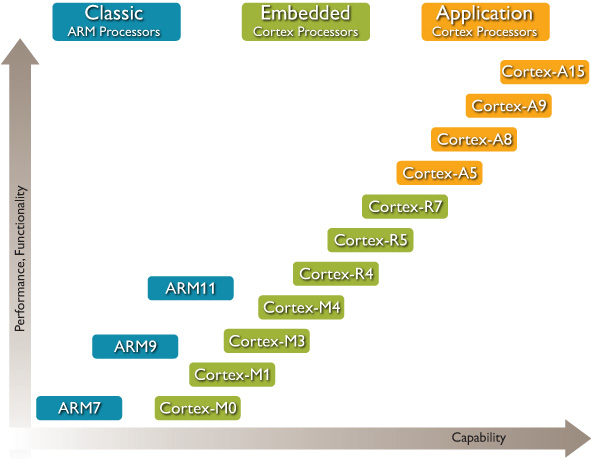 Classic
ARM Processors
Embedded
Cortex Processors
Application
Cortex Processors
Cortex-A15
Cortex-A9
Cortex-A8
Cortex-A5
Cortex-R7
Cortex-R5
Cortex-R4
ARM11
Cortex-M4
Cortex-M3
ARM9
Cortex-M1
ARM7
Cortex-M0
Performance, Functionality
Capability